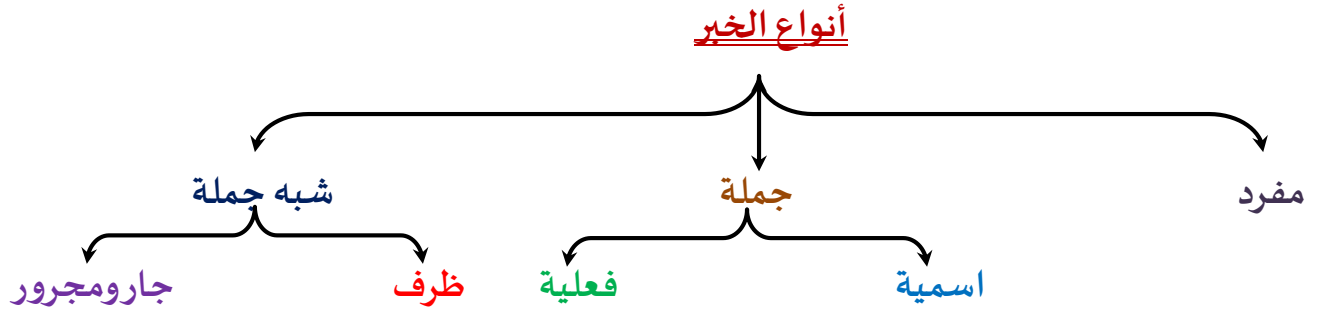 أنواع الخبر
مفرد
جملة
شبه جملة
اسمية
فعلية
ظرف
جارومجرور